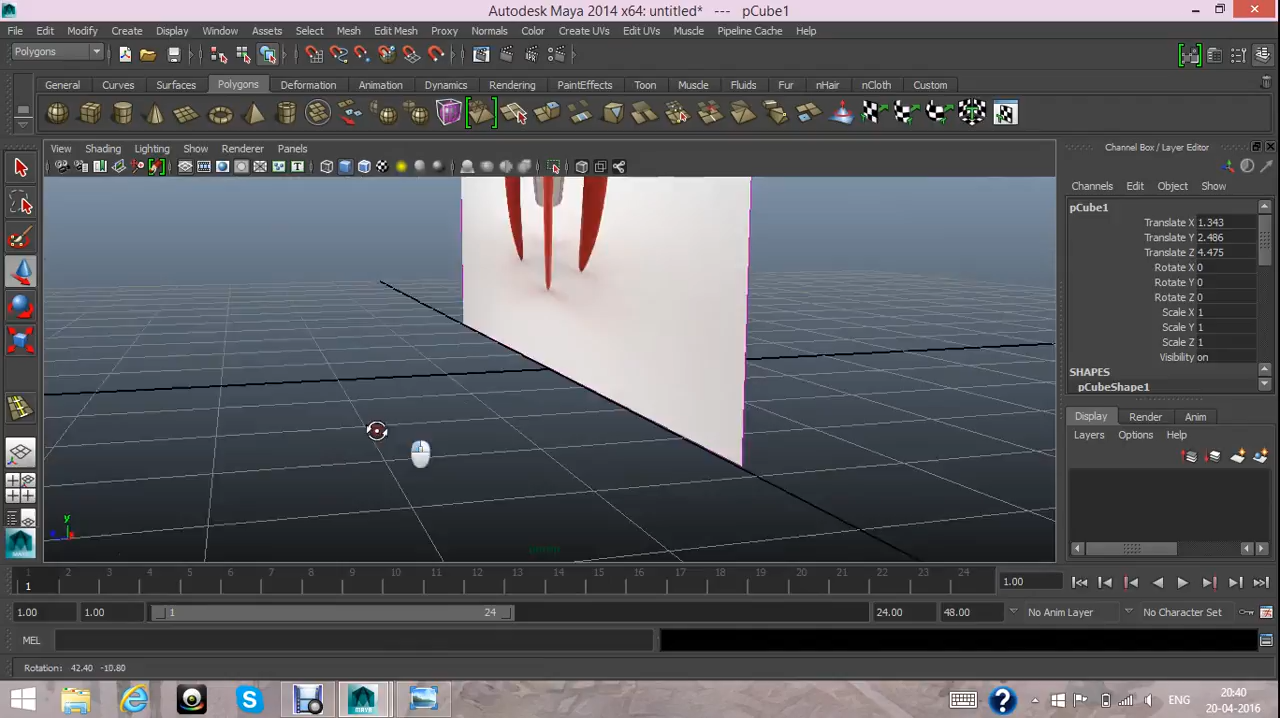 Autodesk Maya 2014 x64: untitled* --- pCube1
File Edit Modify Create Display Window Assets Select Mesh Edit Mesh Proxy Normals Color Create UVs Edit UVs Muscle Pipeline Cache Help
Polygons
General Curves Surfaces Polygons Deformation Animation Dynamics Rendering PaintEffects Toon Muscle Fluids Fur nHair nCloth Custom
View Shading Lighting Show Renderer Panels
Channel Box / Layer Editor
Channels Edit Object Show
pCube1
Translate X 1.343
Translate Y 2.486
Translate Z 4.475
Rotate X 0
Rotate Y 0
Rotate Z 0
Scale X 1
Scale Y 1
Scale Z 1
Visibility on
SHAPES
pCubeShape1
Display Render Anim
Layers Options Help
y
persp
1 2 3 4 5 6 7 8 9 10 11 12 13 14 15 16 17 18 19 20 21 22 23 24
1 1.00
1.00 1.00 1 24 24.00 48.00 No Anim Layer No Character Set
MEL
Rotation: 42.40 -10.80
MAYA
ENG
20:40
20-04-2016